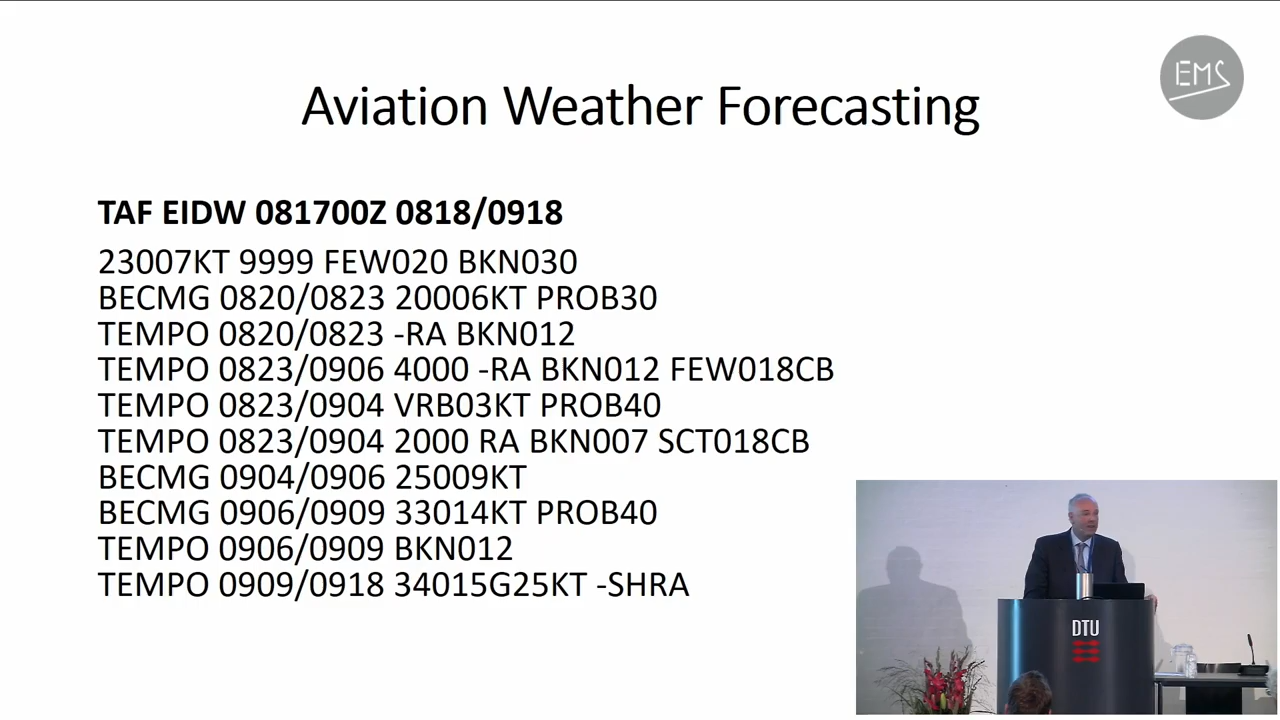 EMS
Aviation Weather Forecasting
TAF EIDW 081700Z 0818/0918
23007KT 9999 FEW020 BKN030
BECMG 0820/0823 20006KT PROB30
TEMPO 0820/0823 -RA BKN012
TEMPO 0823/0906 4000 -RA BKN012 FEW018CB
TEMPO 0823/0904 VRB03KT PROB40
TEMPO 0823/0904 2000 RA BKN007 SCT018CB
BECMG 0904/0906 25009KT
BECMG 0906/0909 33014KT PROB40
TEMPO 0906/0909 BKN012
TEMPO 0909/0918 34015G25KT -SHRA
DTU